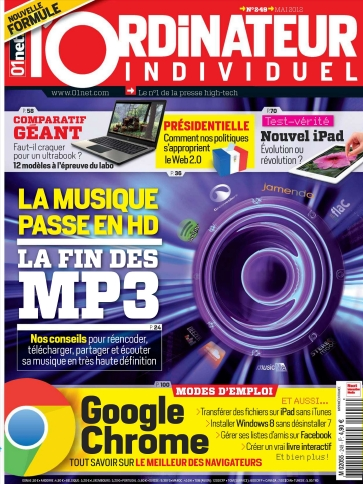 NOUVELLE
FORMULE
01net
L'ORDINATEUR
INDIVIDUEL
N°248 MAI 2012
www.01net.com
Le n°1 de la presse high-tech
P. 58
COMPARATIF
GÉANT
Faut-il craquer
pour un ultrabook ?
12 modèles à l'épreuve du labo
PRÉSIDENTIELLE
Comment nos politiques
s'approprient
le Web 2.0
P. 36
P. 70
Test-vérité
Nouvel iPad
Évolution ou
révolution ?
jamendo
flac
LA MUSIQUE
PASSE EN HD
LA FIN DES
MP3
P. 24
Nos conseils pour réencoder,
télécharger, partager et écouter
sa musique en très haute définition
P. 100
MODES D'EMPLOI
Google
Chrome
TOUT SAVOIR SUR LE MEILLEUR DES NAVIGATEURS
ET AUSSI...
Transférer des fichiers sur iPad sans iTunes
Installer Windows 8 sans désinstaller 7
Gérer ses listes d'amis sur Facebook
Créer un vrai livre interactif
Et bien plus !